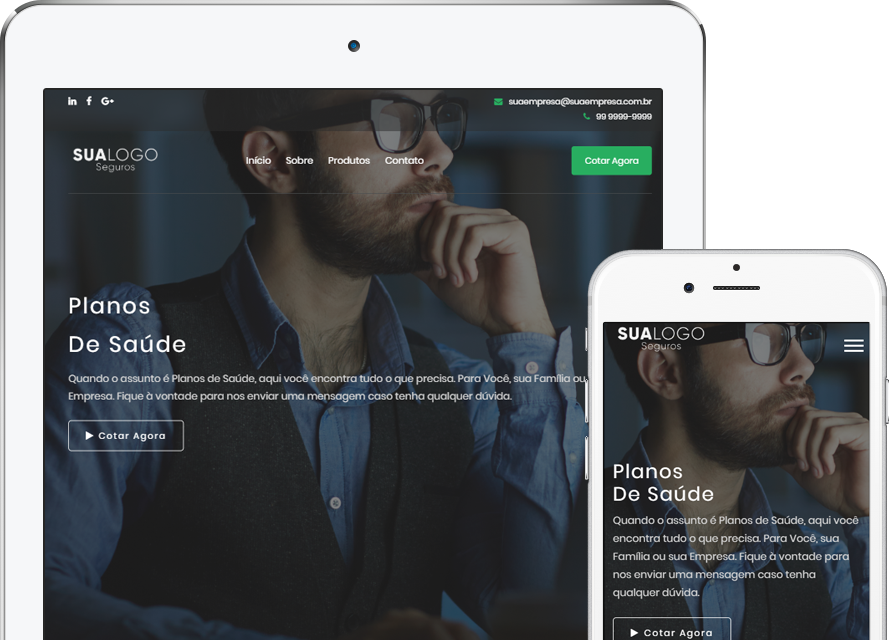 suaempresa@suaempresa.com.br
99 9999-9999
SUALOGO
Seguros
Início Sobre Produtos Contato
Cotar Agora
Planos
De Saúde
Quando o assunto é Planos de Saúde, aqui você encontra tudo o que precisa. Para Você, sua Família ou
Empresa. Fique à vontade para nos enviar uma mensagem caso tenha qualquer dúvida.
Cotar Agora
SUALOGO
Seguros
Planos
De Saúde
Quando o assunto é Planos de Saúde, aqui você
encontra tudo o que precisa. Para Você, sua
Família ou sua Empresa. Fique à vontade para
nos enviar uma mensagem caso tenha
qualquer dúvida.
Cotar Agora